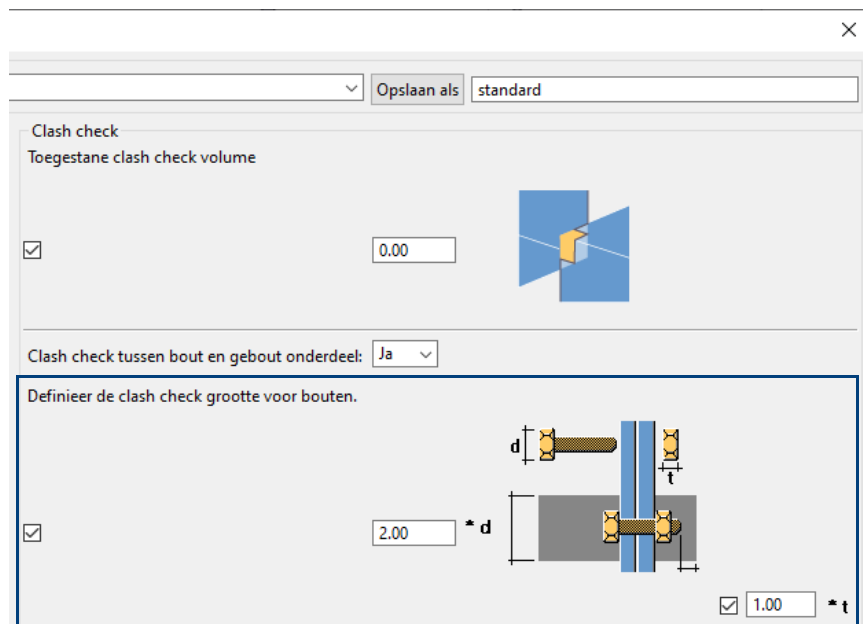 Opslaan als standard
Clash check
Toegestane clash check volume
0.00
Clash check tussen bout en gebout onderdeel: Ja
Definieer de clash check grootte voor bouten.
d
t
2.00 * d
1.00 * t